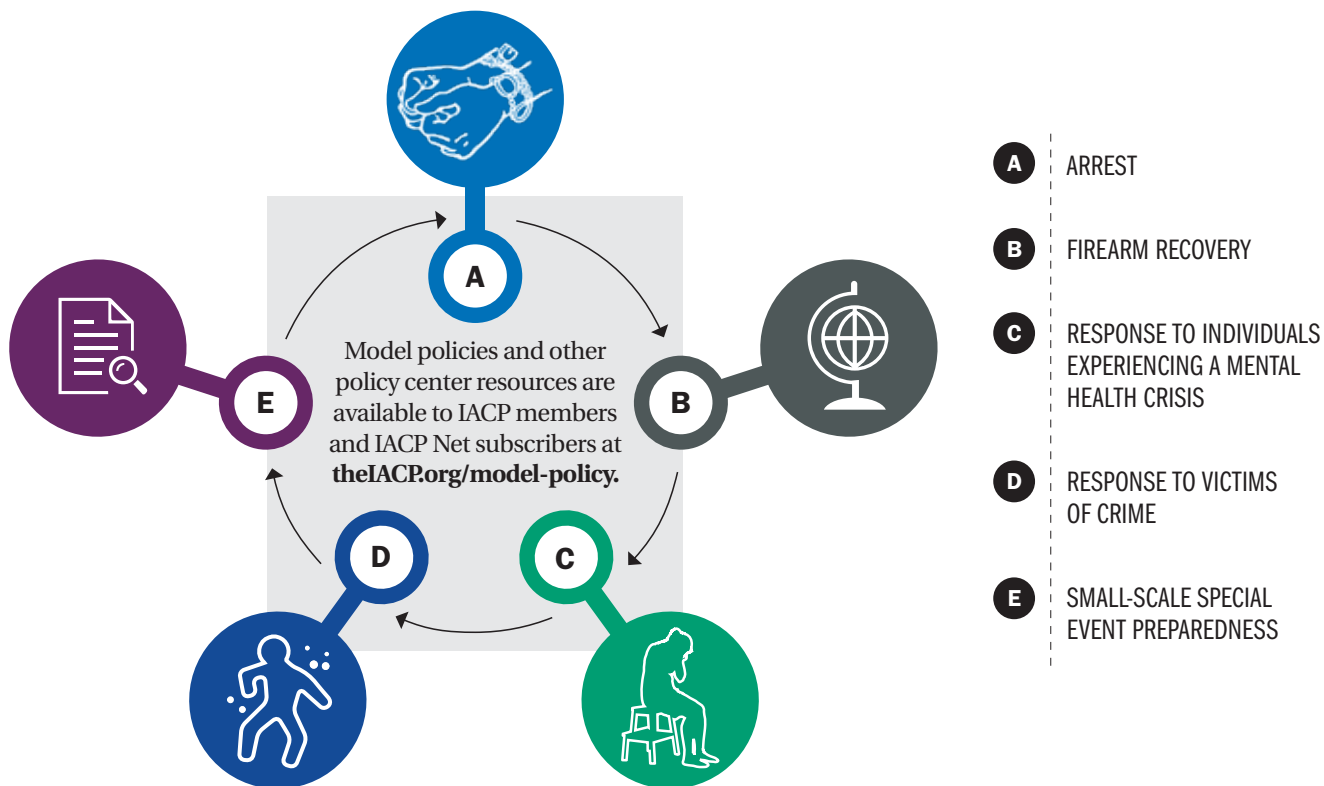 A
Model policies and other
policy center resources are
available to IACP members
and IACP Net subscribers at
theIACP.org/model-policy.
B
C
D
E
A ARREST
B FIREARM RECOVERY
C RESPONSE TO INDIVIDUALS
EXPERIENCING A MENTAL
HEALTH CRISIS
D RESPONSE TO VICTIMS
OF CRIME
E SMALL-SCALE SPECIAL
EVENT PREPAREDNESS